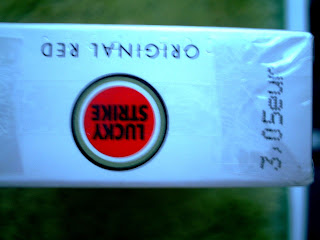 LUCKY
STRIKE
ORIGINAL RED
3,05eur